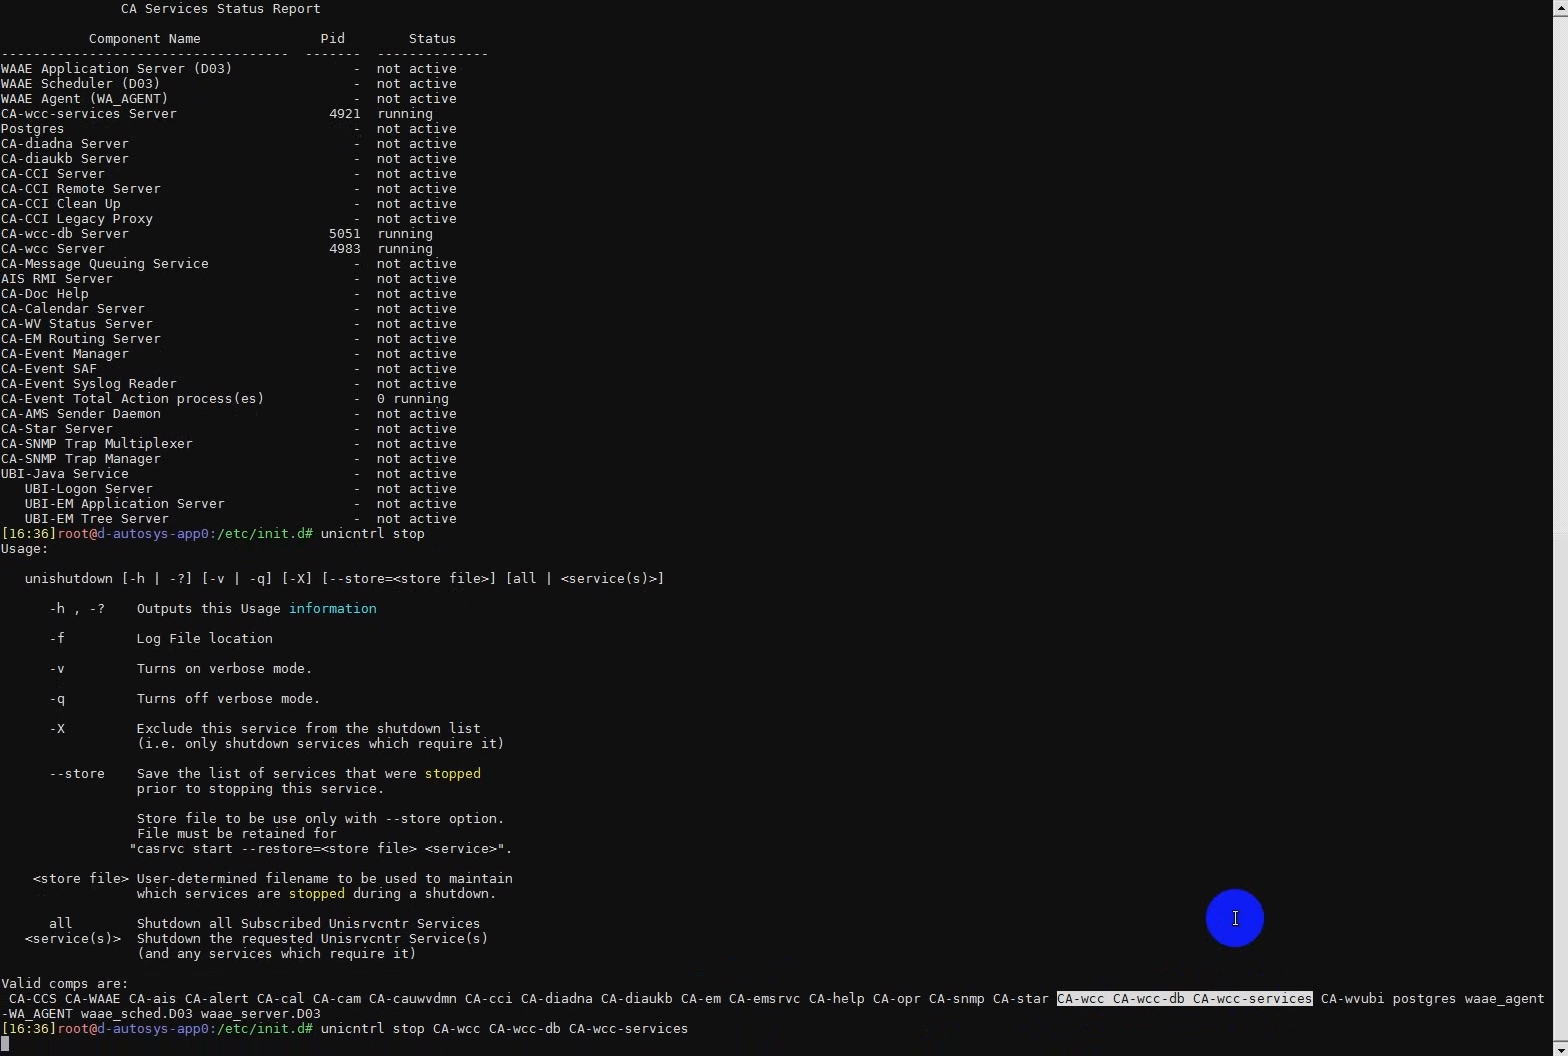 CA Services Status Report
Component Name Pid Status
------------------------------------ ------- --------------
WAAE Application Server (D03) - not active
WAAE Scheduler (D03) - not active
WAAE Agent (WA_AGENT) - not active
CA-wcc-services Server 4921 running
Postgres - not active
CA-diadna Server - not active
CA-diaukb Server - not active
CA-CCI Server - not active
CA-CCI Remote Server - not active
CA-CCI Clean Up - not active
CA-CCI Legacy Proxy - not active
CA-wcc-db Server 5051 running
CA-wcc Server 4983 running
CA-Message Queuing Service - not active
AIS RMI Server - not active
CA-Doc Help - not active
CA-Calendar Server - not active
CA-WV Status Server - not active
CA-EM Routing Server - not active
CA-Event Manager - not active
CA-Event SAF - not active
CA-Event Syslog Reader - not active
CA-Event Total Action process(es) - 0 running
CA-AMS Sender Daemon - not active
CA-Star Server - not active
CA-SNMP Trap Multiplexer - not active
CA-SNMP Trap Manager - not active
UBI-Java Service - not active
UBI-Logon Server - not active
UBI-EM Application Server - not active
UBI-EM Tree Server - not active
[16:36]root@d-autosys-app0:/etc/init.d# unicntrl stop
Usage:
unishutdown [-h | -?] [-v | -q] [-X] [--store=<store file>] [all | <service(s)>]
-h , -? Outputs this Usage information
-f Log File location
-v Turns on verbose mode.
-q Turns off verbose mode.
-X Exclude this service from the shutdown list
(i.e. only shutdown services which require it)
--store Save the list of services that were stopped
prior to stopping this service.
Store file to be use only with --store option.
File must be retained for
"casrvc start --restore=<store file> <service>".
<store file> User-determined filename to be used to maintain
which services are stopped during a shutdown.
all Shutdown all Subscribed Unisrvcntr Services
<service(s)> Shutdown the requested Unisrvcntr Service(s)
(and any services which require it)
Valid comps are:
CA-CCS CA-WAAE CA-ais CA-alert CA-cal CA-cam CA-cauwvdmn CA-cci CA-diadna CA-diaukb CA-em CA-emsrvc CA-help CA-opr CA-snmp CA-star CA-wcc CA-wcc-db CA-wcc-services CA-wvubi postgres waae_agent
-WA_AGENT waae_sched.D03 waae_server.D03
[16:36]root@d-autosys-app0:/etc/init.d# unicntrl stop CA-wcc CA-wcc-db CA-wcc-services